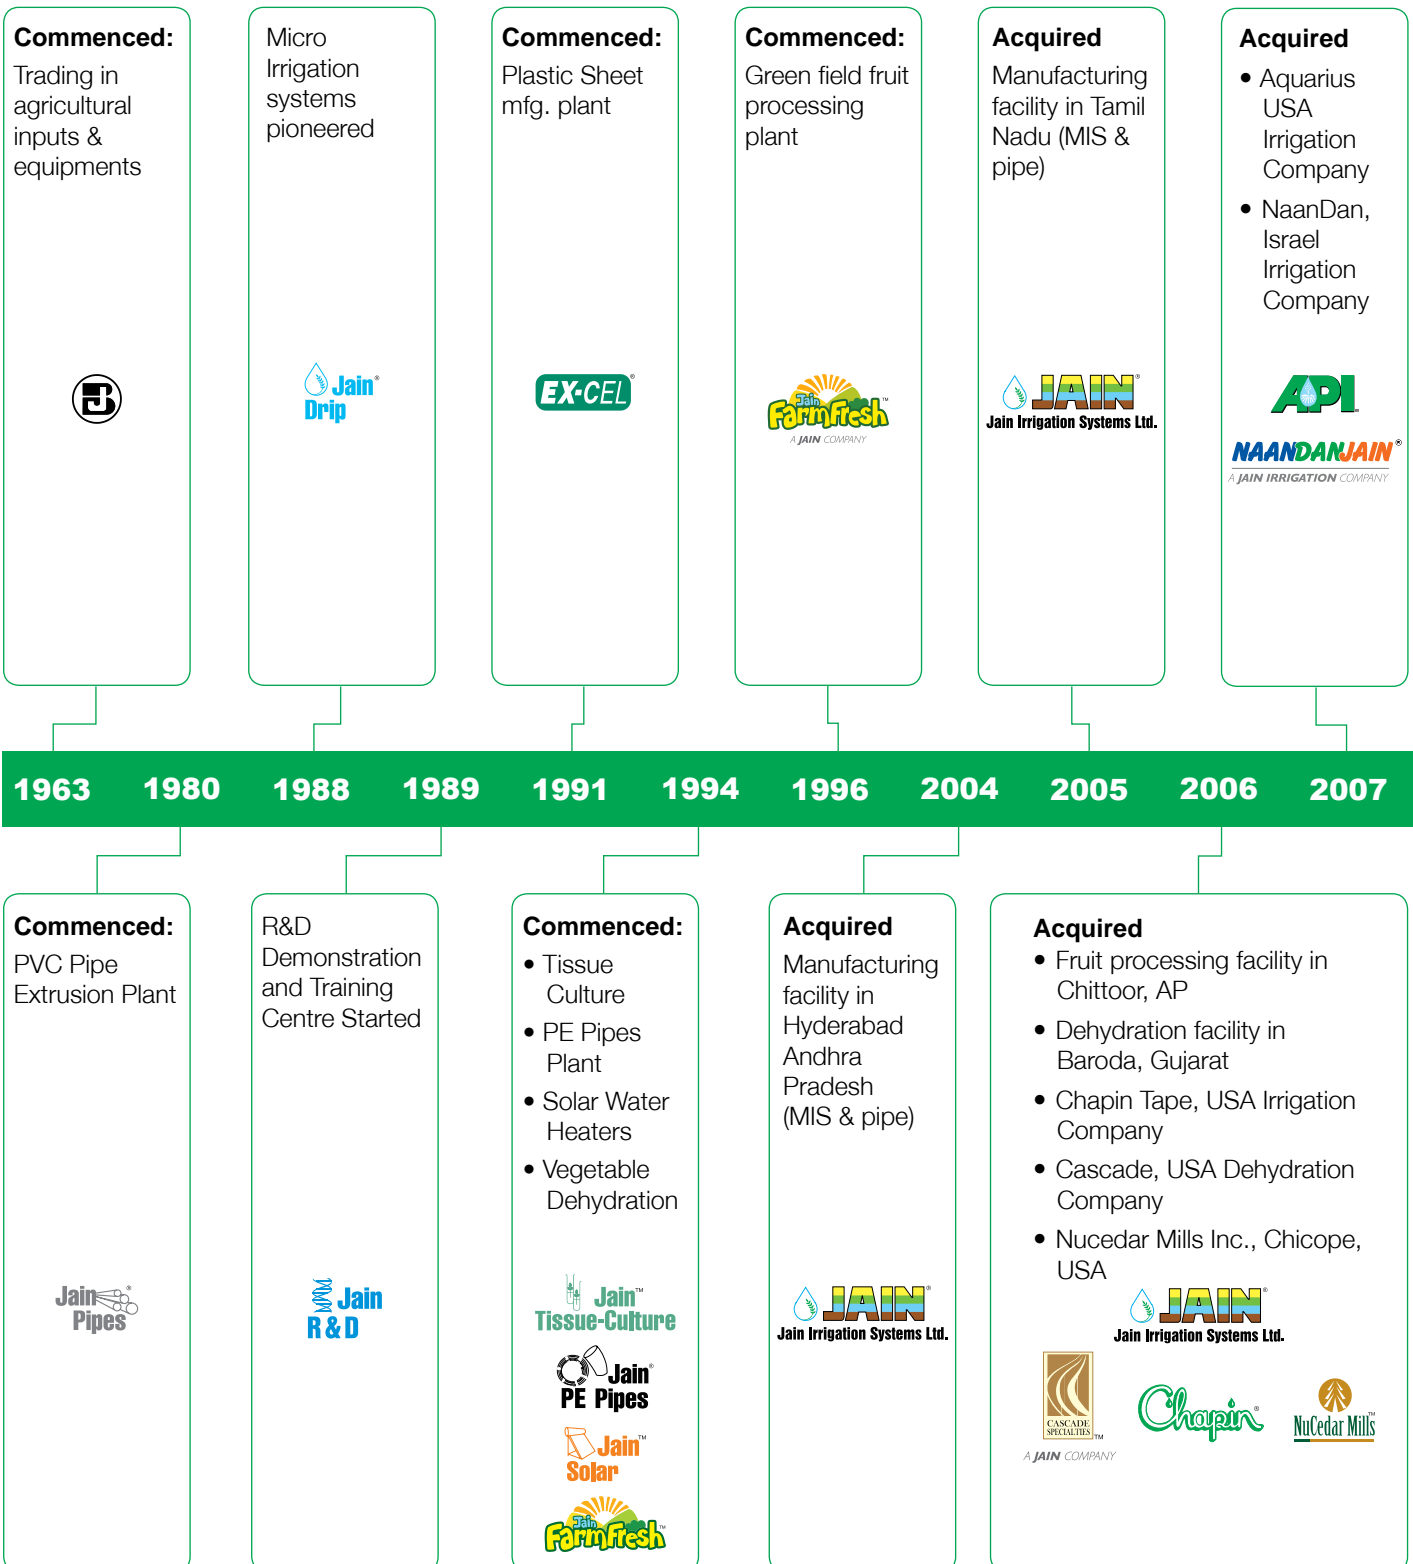 Commenced:
Trading in
agricultural
inputs &
equipments
Micro
Irrigation
systems
pioneered
Jain®
Drip
Commenced:
Plastic Sheet
mfg. plant
EX-CEL®
Commenced:
Green field fruit
processing
plant
Jain
FarmFresh™
A JAIN COMPANY
Acquired
Manufacturing
facility in Tamil
Nadu (MIS &
pipe)
JAIN®
Jain Irrigation Systems Ltd.
Acquired
• Aquarius
USA
Irrigation
Company
• NaanDan,
Israel
Irrigation
Company
API
NAANDANJAIN®
A JAIN IRRIGATION COMPANY
1963 1980 1988 1989 1991 1994 1996 2004 2005 2006 2007
Commenced:
PVC Pipe
Extrusion Plant
Jain®
Pipes
R&D
Demonstration
and Training
Centre Started
Jain
R & D
Commenced:
• Tissue
Culture
• PE Pipes
Plant
• Solar Water
Heaters
• Vegetable
Dehydration
Jain™
Tissue-Culture
Jain®
PE Pipes
Jain™
Solar
Jain
FarmFresh™
Acquired
Manufacturing
facility in
Hyderabad
Andhra
Pradesh
(MIS & pipe)
JAIN®
Jain Irrigation Systems Ltd.
Acquired
• Fruit processing facility in
Chittoor, AP
• Dehydration facility in
Baroda, Gujarat
• Chapin Tape, USA Irrigation
Company
• Cascade, USA Dehydration
Company
• Nucedar Mills Inc., Chicope,
USA
JAIN®
Jain Irrigation Systems Ltd.
CASCADE
SPECIALTIES™
A JAIN COMPANY
Chapin®
NuCedar Mills™